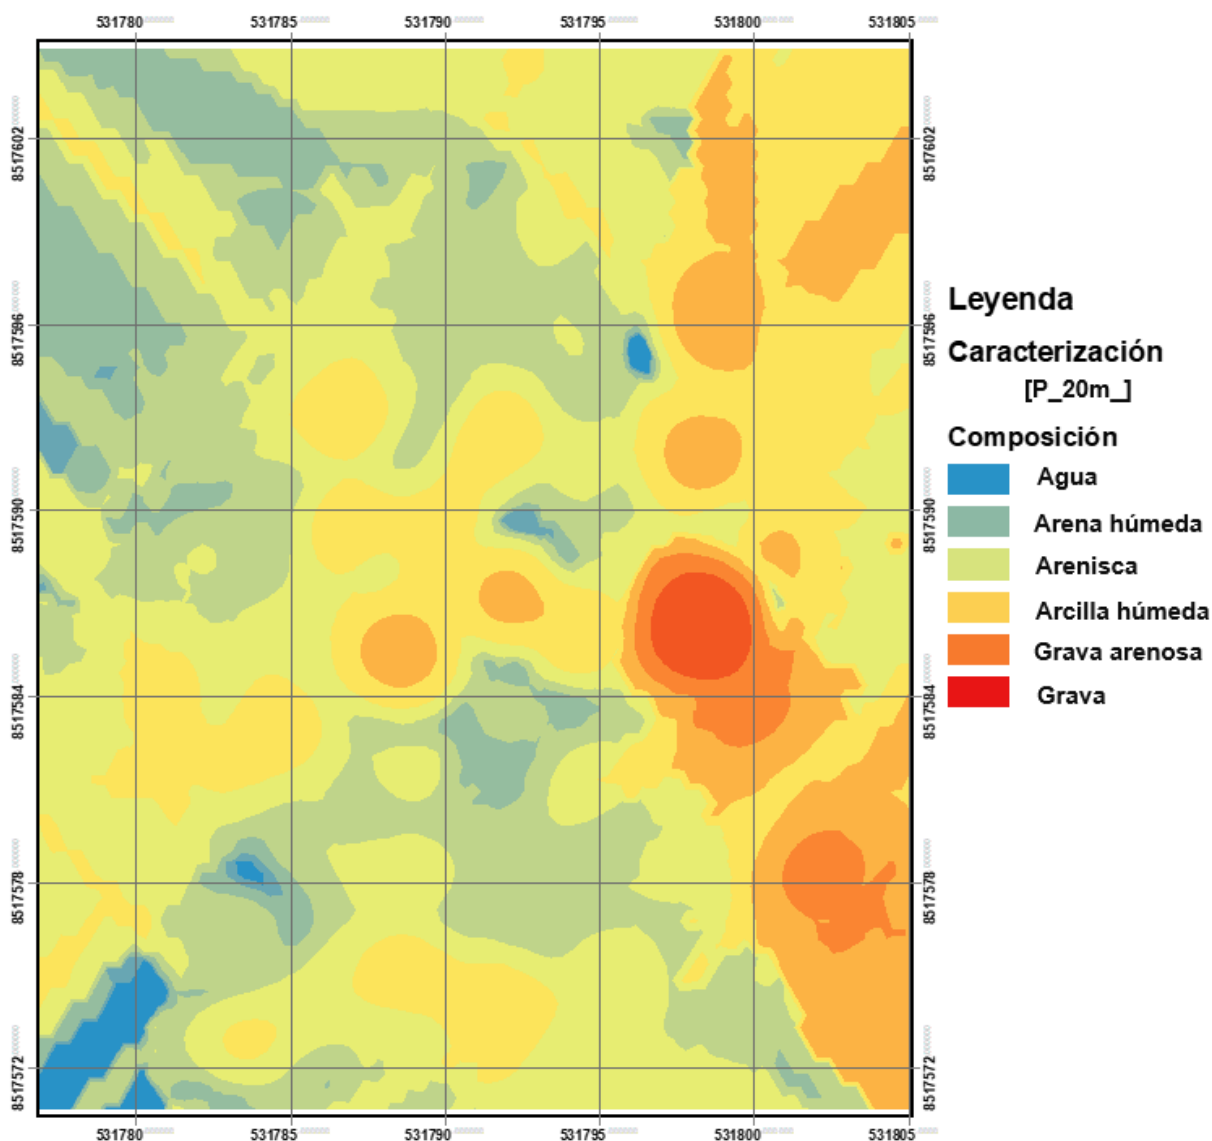 531780 531785 531790 531795 531800 531805
8517602 8517602
8517596 8517596
8517590 8517590
8517584 8517584
8517578 8517578
8517572 8517572
531780 531785 531790 531795 531800 531805
Leyenda
Caracterización
[P_20m_]
Composición
Agua
Arena húmeda
Arenisca
Arcilla húmeda
Grava arenosa
Grava